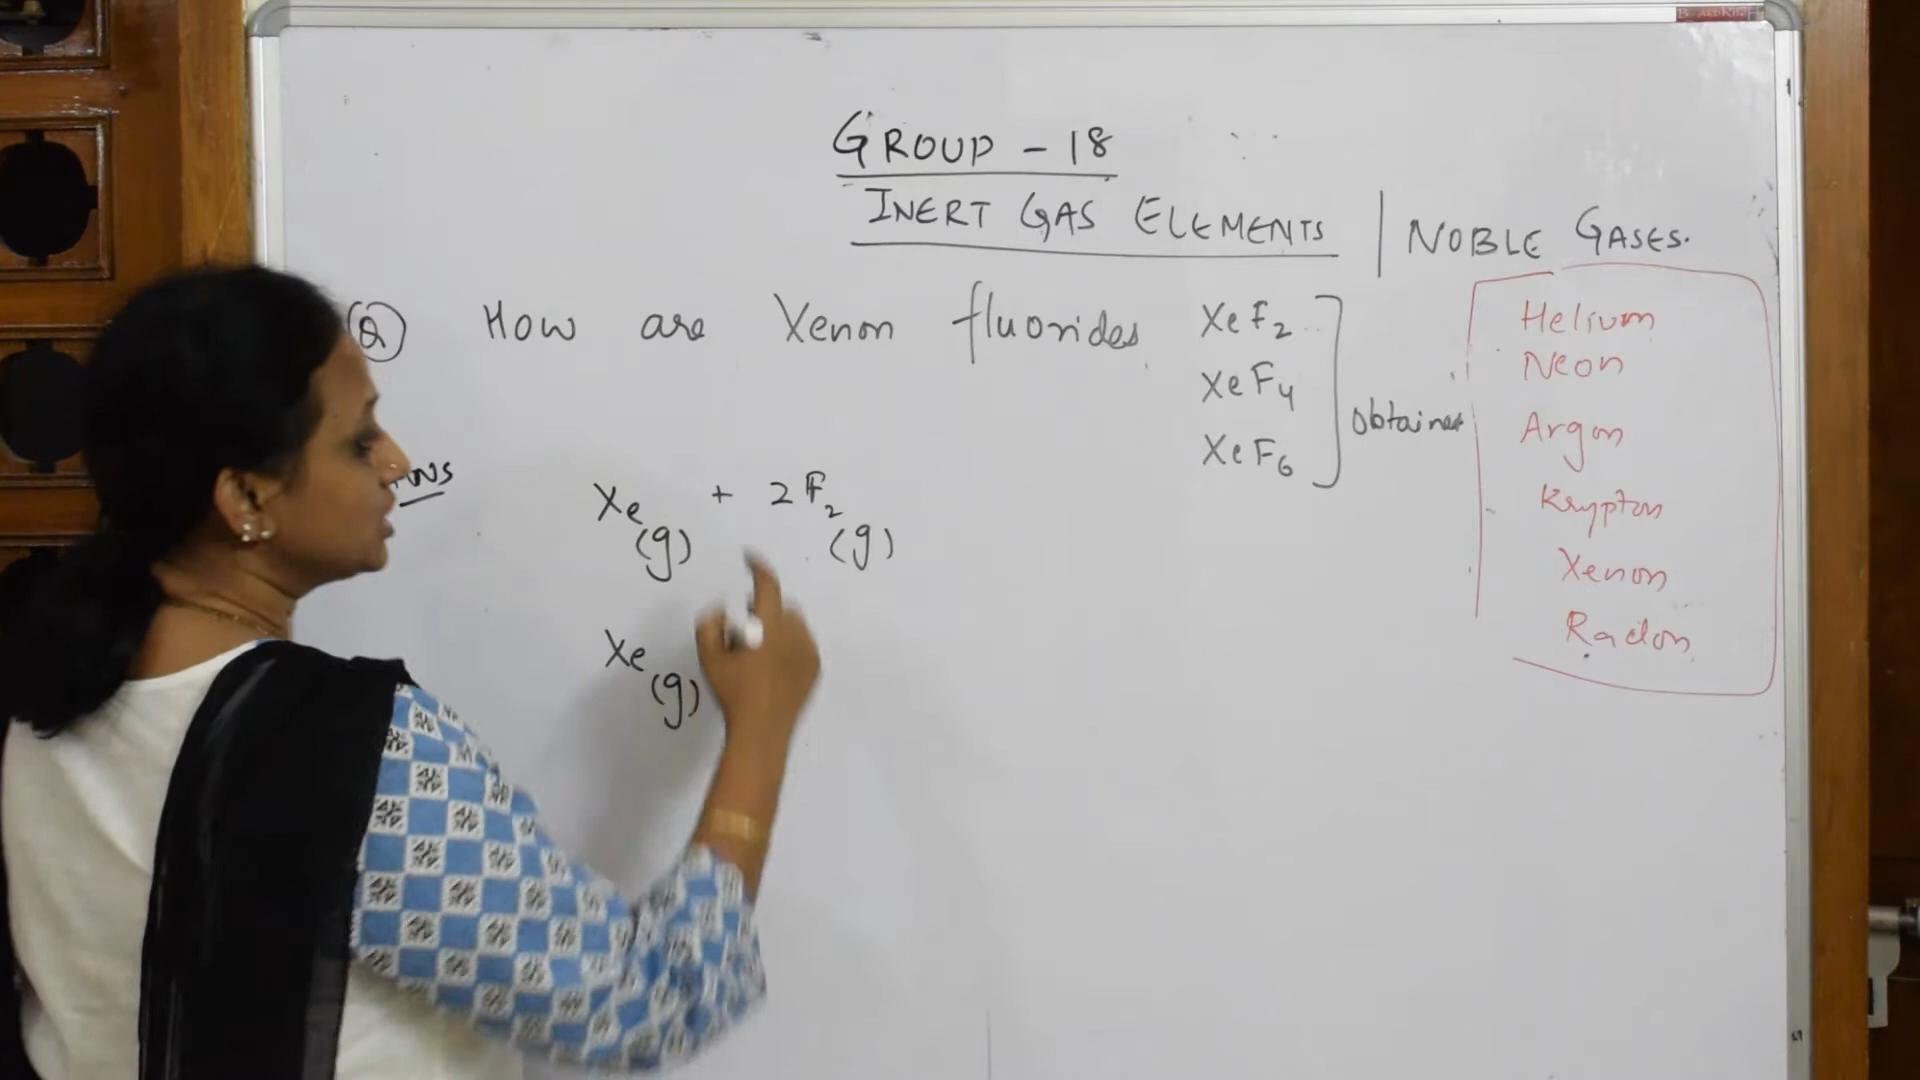 GROUP - 18
INERT GAS ELEMENTS | NOBLE GASES.
Q How are Xenon fluorides XeF2
XeF4
XeF6
Obtained
Helium
Neon
Argon
Krypton
Xenon
Radon
Xe(g) + 2F2(g)
Xe(g)